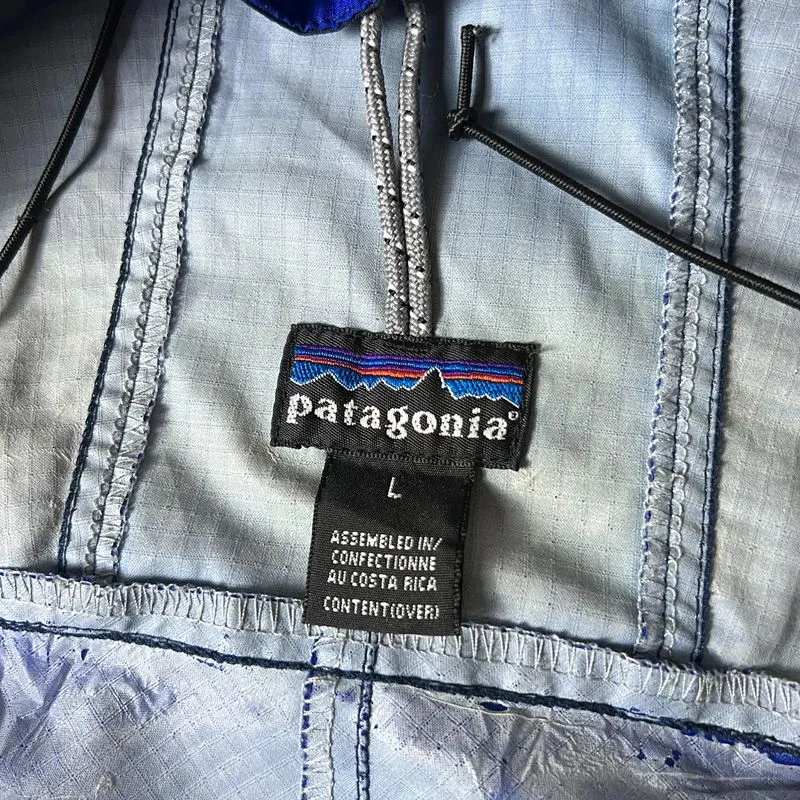 patagonia®
L
ASSEMBLED IN/
CONFECTIONNE
AU COSTA RICA
CONTENT(OVER)